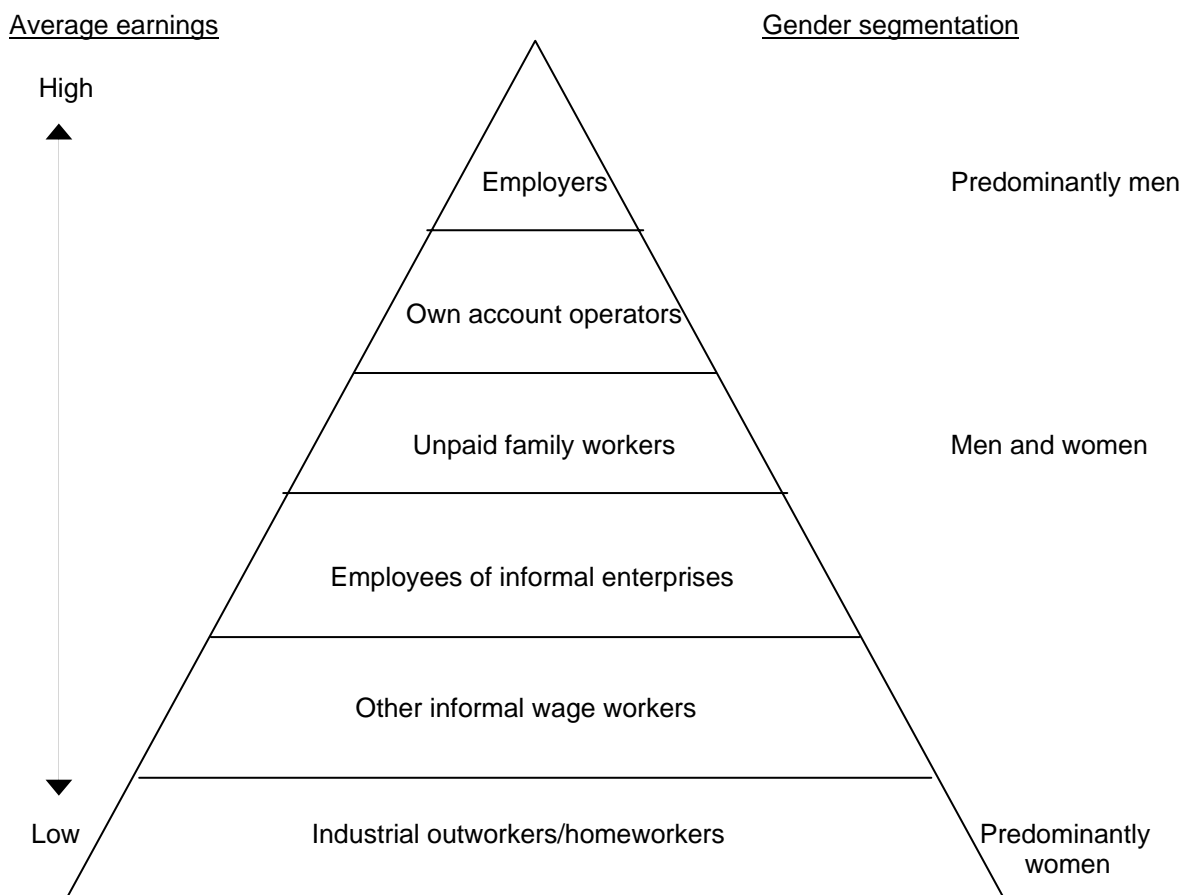 Average earnings
Gender segmentation
High
Employers
Predominantly men
Own account operators
Unpaid family workers
Men and women
Employees of informal enterprises
Other informal wage workers
Low
Industrial outworkers/homeworkers
Predominantly
women